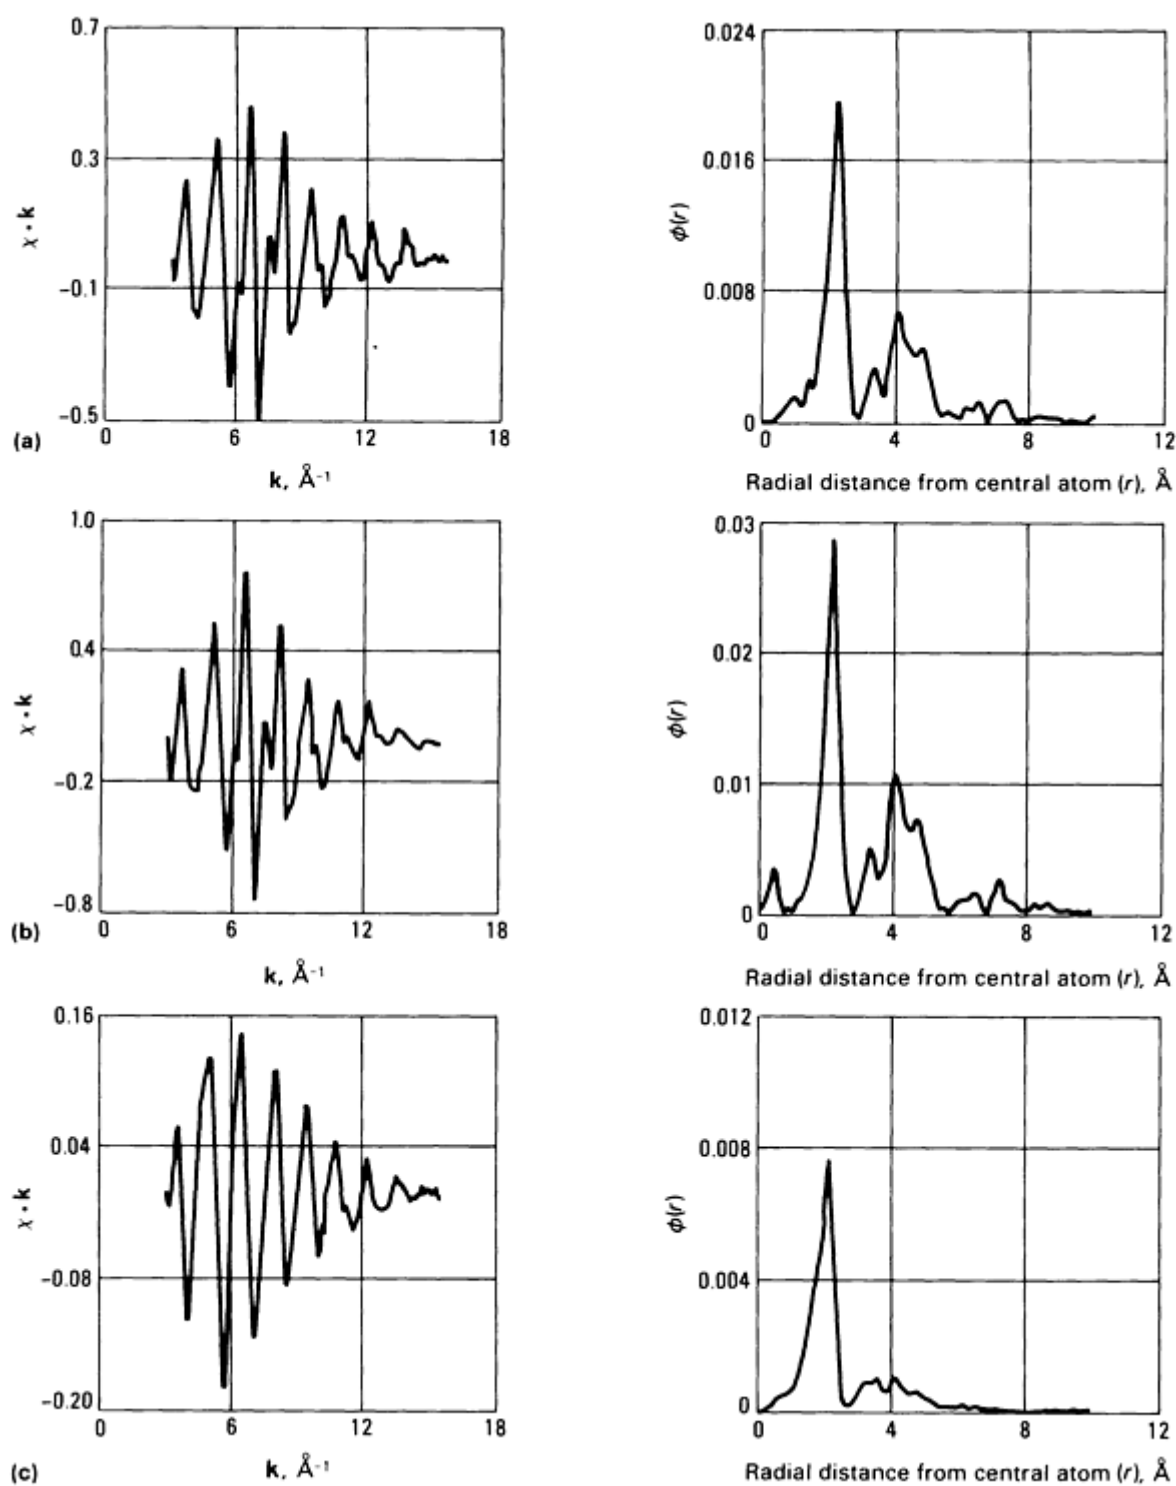 0.7
0.3
−0.1
−0.5
χ • k
0 6 12 18
k, Å⁻¹
(a)
0.024
0.016
0.008
0
ϕ(r)
0 4 8 12
Radial distance from central atom (r), Å
1.0
0.4
−0.2
−0.8
χ • k
0 6 12 18
k, Å⁻¹
(b)
0.03
0.02
0.01
0
ϕ(r)
0 4 8 12
Radial distance from central atom (r), Å
0.16
0.04
−0.08
−0.20
χ • k
0 6 12 18
k, Å⁻¹
(c)
0.012
0.008
0.004
0
ϕ(r)
0 4 8 12
Radial distance from central atom (r), Å